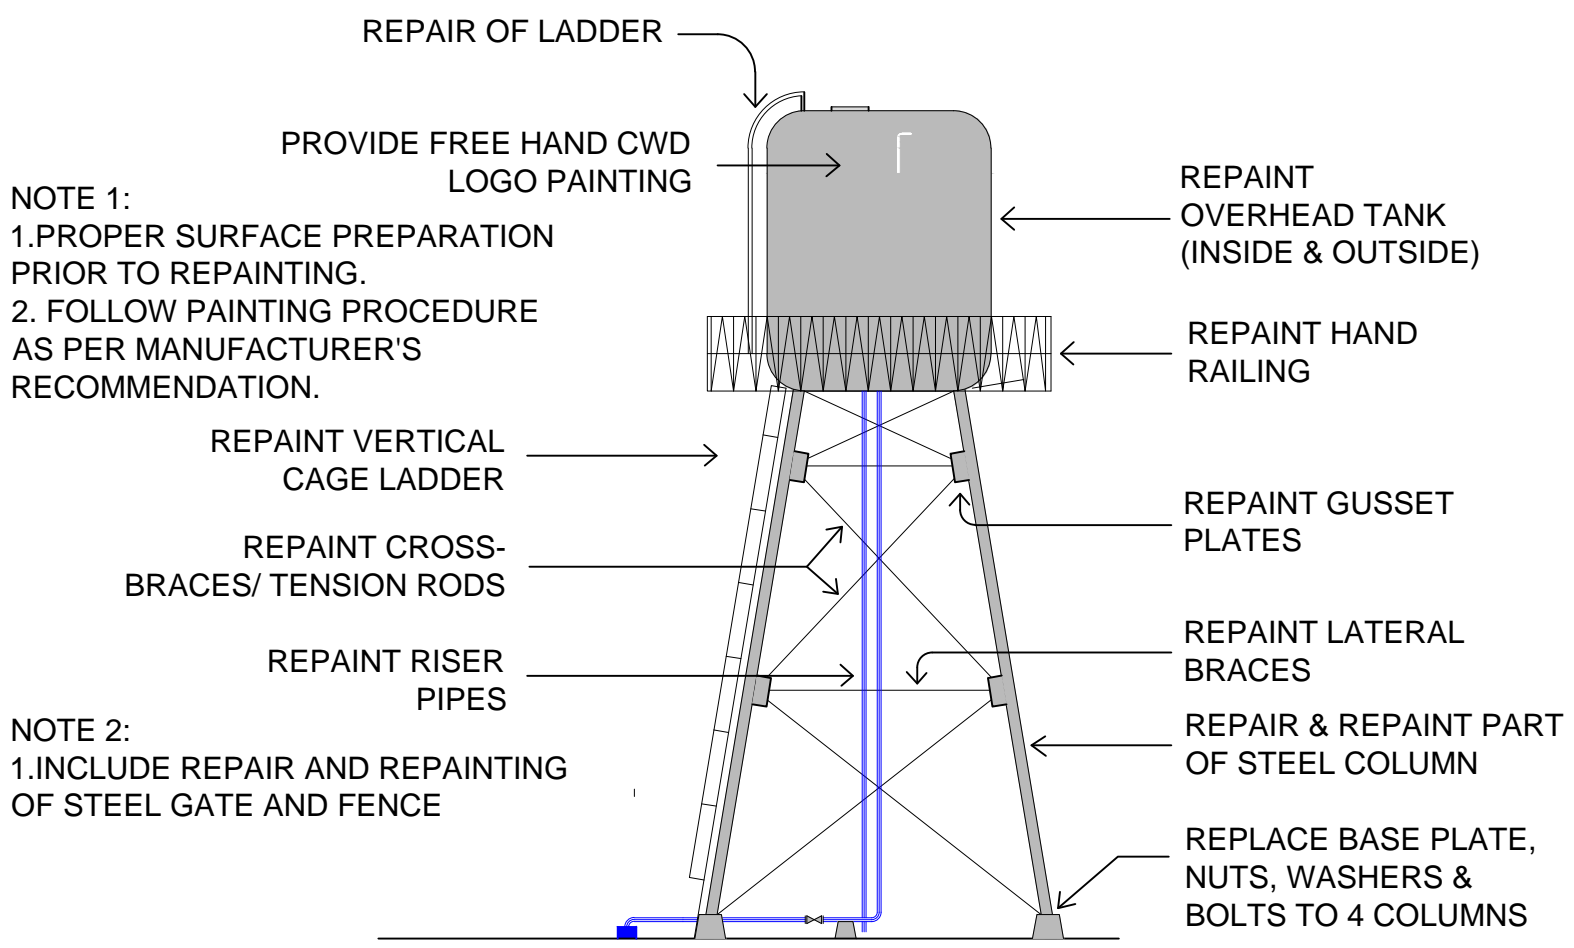 REPAIR OF LADDER
PROVIDE FREE HAND CWD
LOGO PAINTING
NOTE 1:
1.PROPER SURFACE PREPARATION
PRIOR TO REPAINTING.
2. FOLLOW PAINTING PROCEDURE
AS PER MANUFACTURER'S
RECOMMENDATION.
REPAINT VERTICAL
CAGE LADDER
REPAINT CROSS-
BRACES/ TENSION RODS
REPAINT RISER
PIPES
NOTE 2:
1.INCLUDE REPAIR AND REPAINTING
OF STEEL GATE AND FENCE
REPAINT
OVERHEAD TANK
(INSIDE & OUTSIDE)
REPAINT HAND
RAILING
REPAINT GUSSET
PLATES
REPAINT LATERAL
BRACES
REPAIR & REPAINT PART
OF STEEL COLUMN
REPLACE BASE PLATE,
NUTS, WASHERS &
BOLTS TO 4 COLUMNS